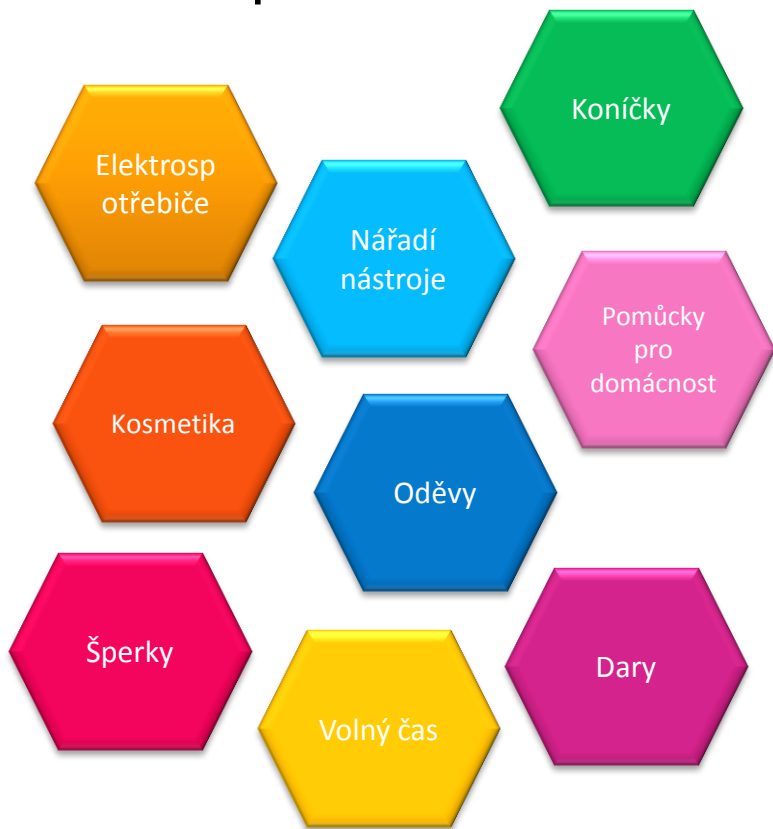 Koníčky
Elektrosp
otřebiče
Nářadí
nástroje
Pomůcky
pro
domácnost
Kosmetika
Oděvy
Šperky
Dary
Volný čas